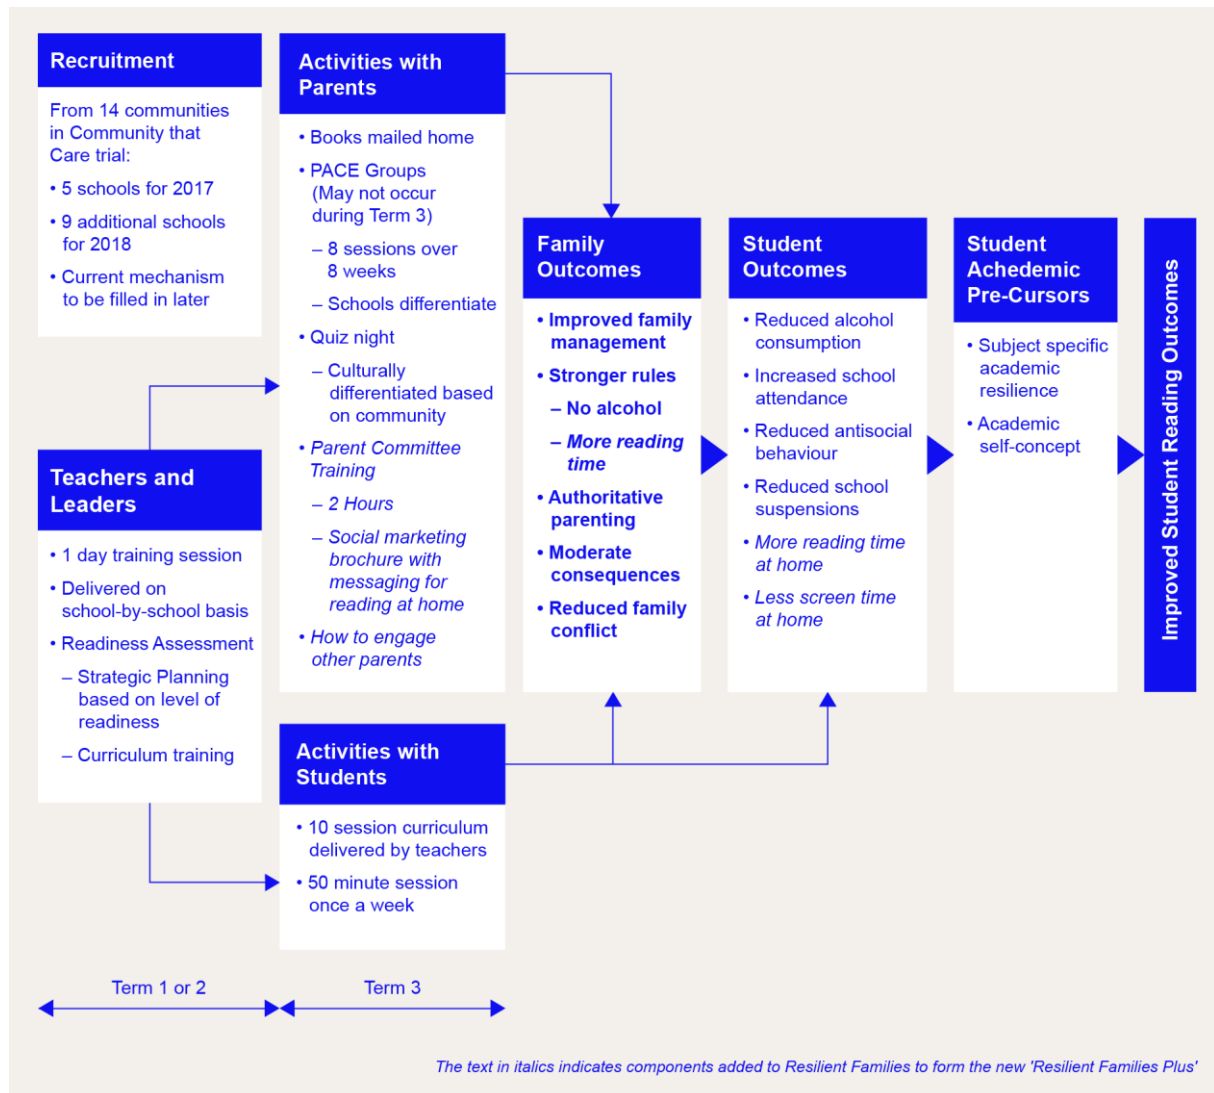 Recruitment
From 14 communities
in Community that
Care trial:
• 5 schools for 2017
• 9 additional schools
for 2018
• Current mechanism
to be filled in later
Teachers and
Leaders
• 1 day training session
• Delivered on
school-by-school basis
• Readiness Assessment
– Strategic Planning
based on level of
readiness
– Curriculum training
Activities with
Parents
• Books mailed home
• PACE Groups
(May not occur
during Term 3)
– 8 sessions over
8 weeks
– Schools differentiate
• Quiz night
– Culturally
differentiated based
on community
• Parent Committee
Training
– 2 Hours
– Social marketing
brochure with
messaging for
reading at home
• How to engage
other parents
Activities with
Students
• 10 session curriculum
delivered by teachers
• 50 minute session
once a week
Family
Outcomes
• Improved family
management
• Stronger rules
– No alcohol
– More reading
time
• Authoritative
parenting
• Moderate
consequences
• Reduced family
conflict
Student
Outcomes
• Reduced alcohol
consumption
• Increased school
attendance
• Reduced antisocial
behaviour
• Reduced school
suspensions
• More reading time
at home
• Less screen time
at home
Student
Achedemic
Pre-Cursors
• Subject specific
academic
resilience
• Academic
self-concept
Improved Student Reading Outcomes
Term 1 or 2
Term 3
The text in italics indicates components added to Resilient Families to form the new 'Resilient Families Plus'